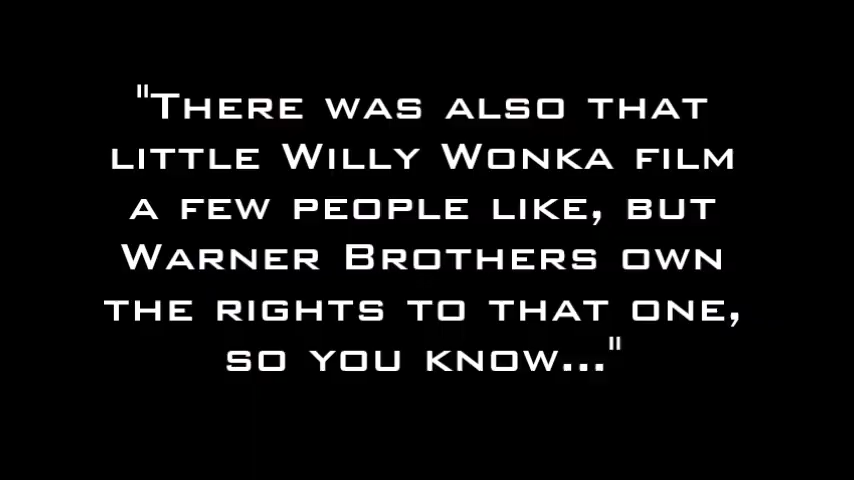 "There was also that
little Willy Wonka film
a few people like, but
Warner Brothers own
the rights to that one,
so you know..."